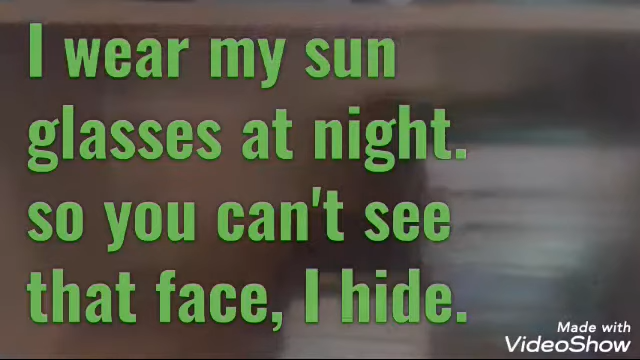 I wear my sun
glasses at night.
so you can't see
that face, I hide.
Made with
VideoShow